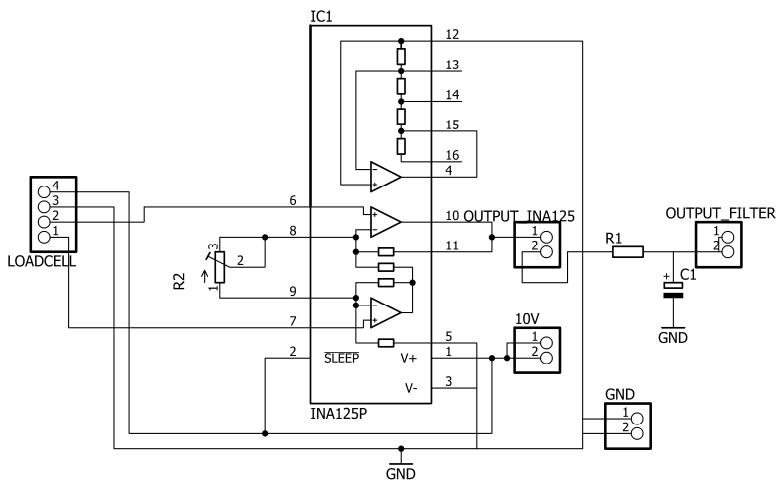 IC1
12
13
14
15
16
4
4
3
2
1
LOADCELL
6
10
OUTPUT_INA125
1
2
OUTPUT_FILTER
1
2
8
11
R1
3
2
1
R2
+
C1
GND
9
7
5
10V
1
2
2
SLEEP
V+
1
V-
3
INA125P
GND
1
2
GND